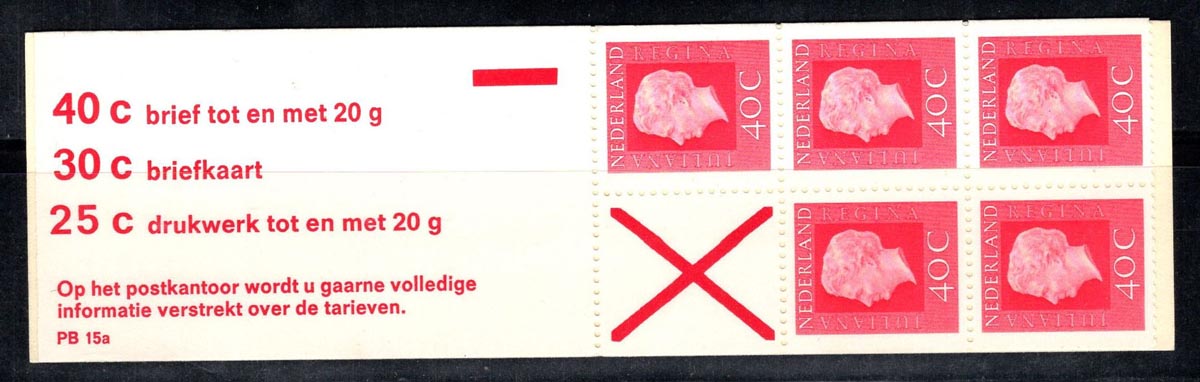 40 c brief tot en met 20 g
30 c briefkaart
25 c drukwerk tot en met 20 g
Op het postkantoor wordt u gaarne volledige
informatie verstrekt over de tarieven.
PB 15a
NEDERLAND
REGINA
JULIANA
40C
NEDERLAND
REGINA
JULIANA
40C
NEDERLAND
REGINA
JULIANA
40C
NEDERLAND
REGINA
JULIANA
40C
NEDERLAND
REGINA
JULIANA
40C